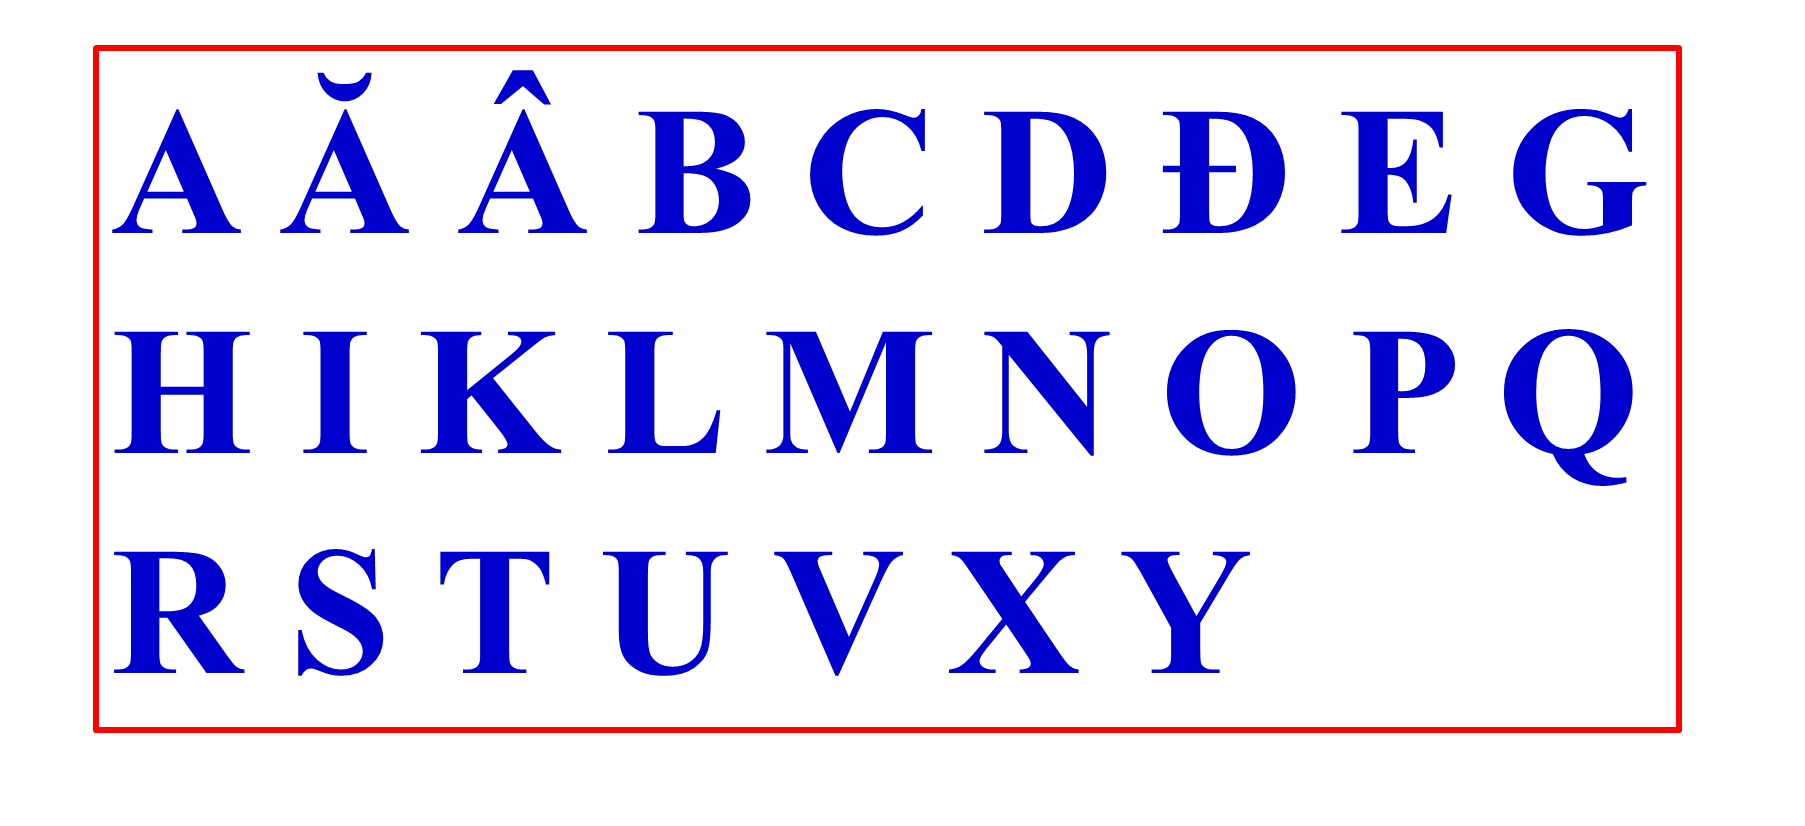 A Ă Â B C D Đ E G
H I K L M N O P Q
R S T U V X Y